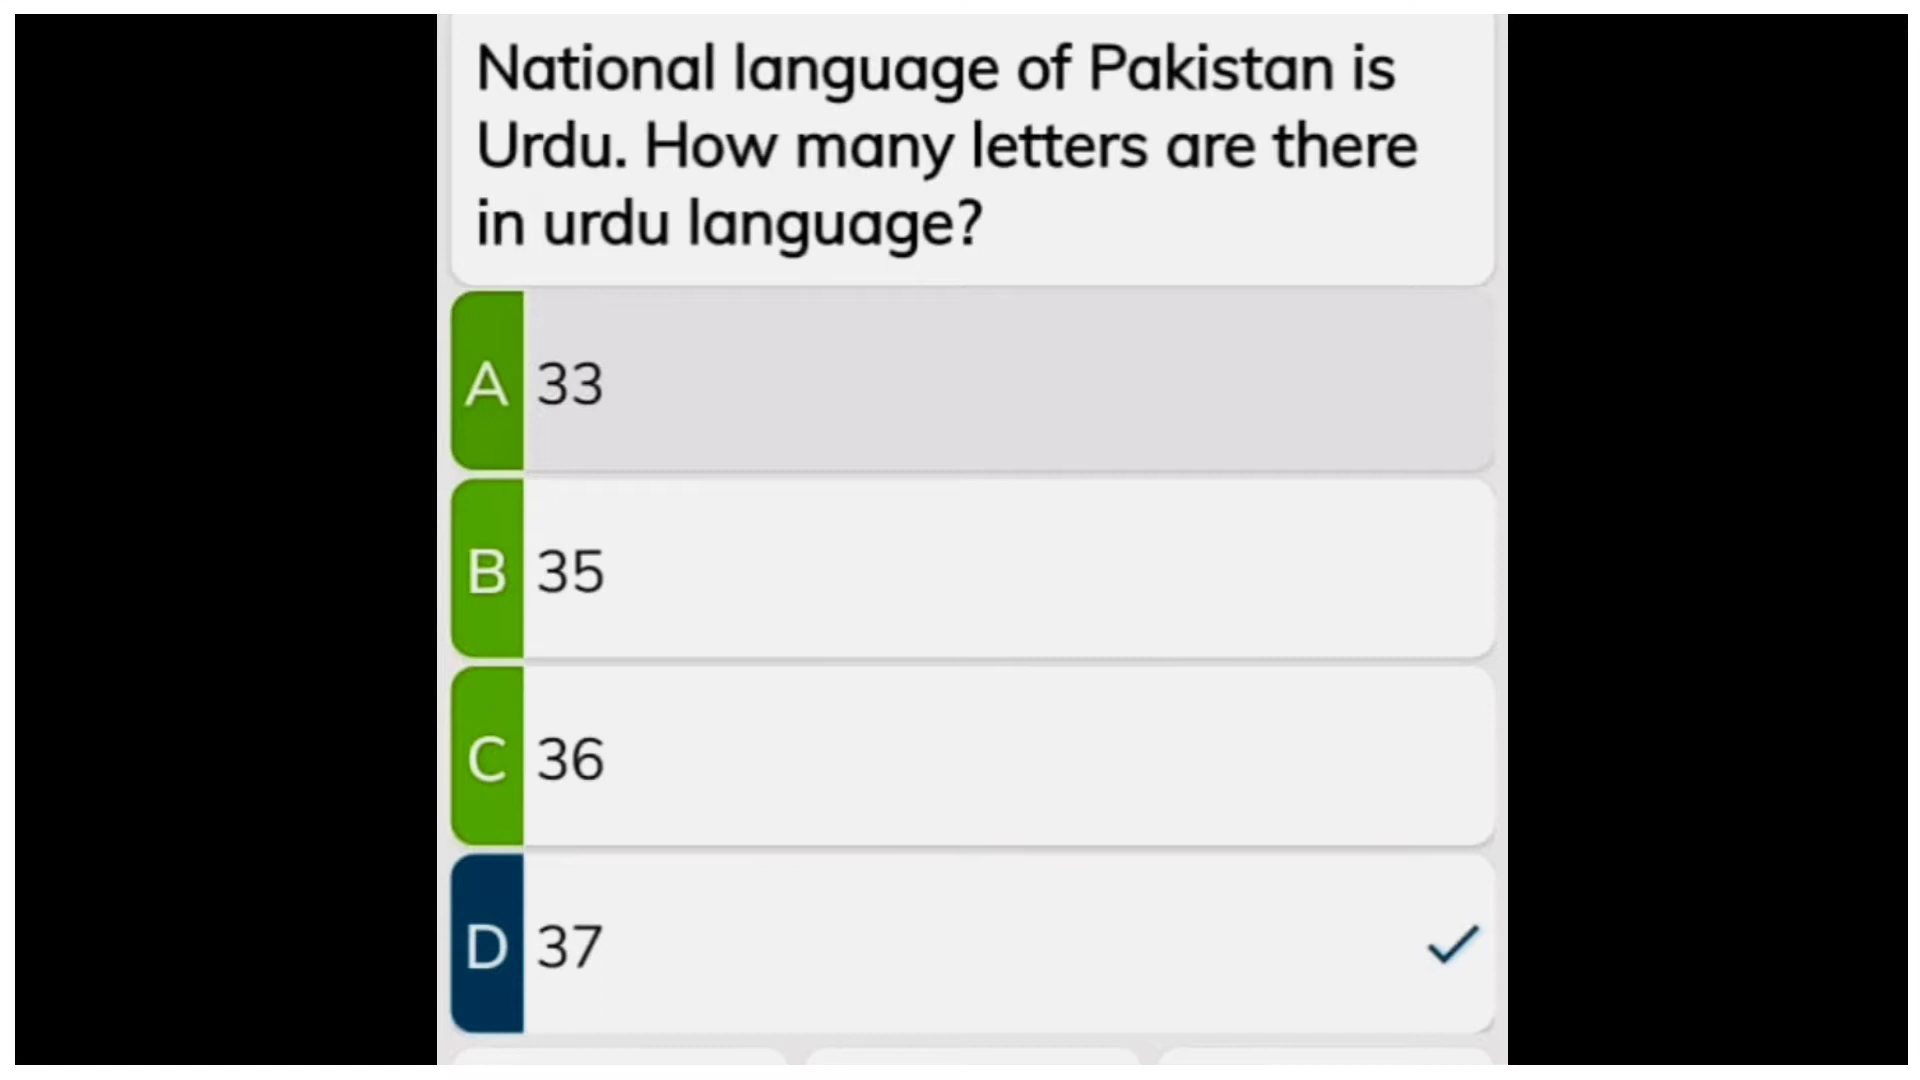 National language of Pakistan is
Urdu. How many letters are there
in urdu language?
A 33
B 35
C 36
D 37